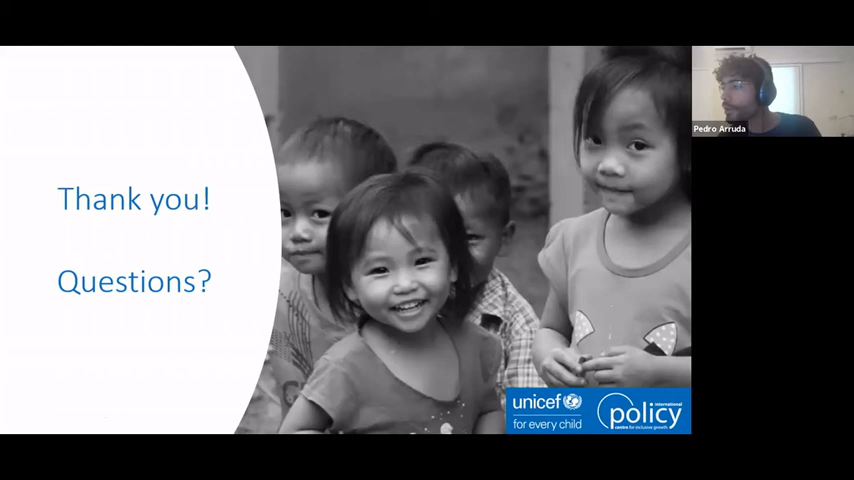 Thank you!
Questions?
Pedro Arruda
unicef
for every child
international
policy
centre for inclusive growth